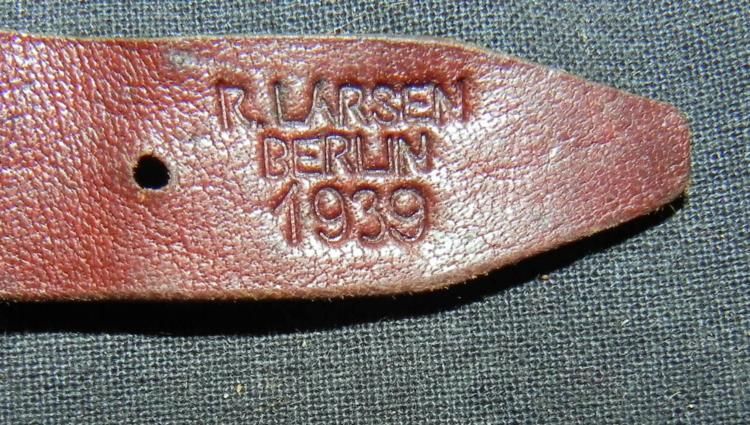 R. LARSEN
BERLIN
1939